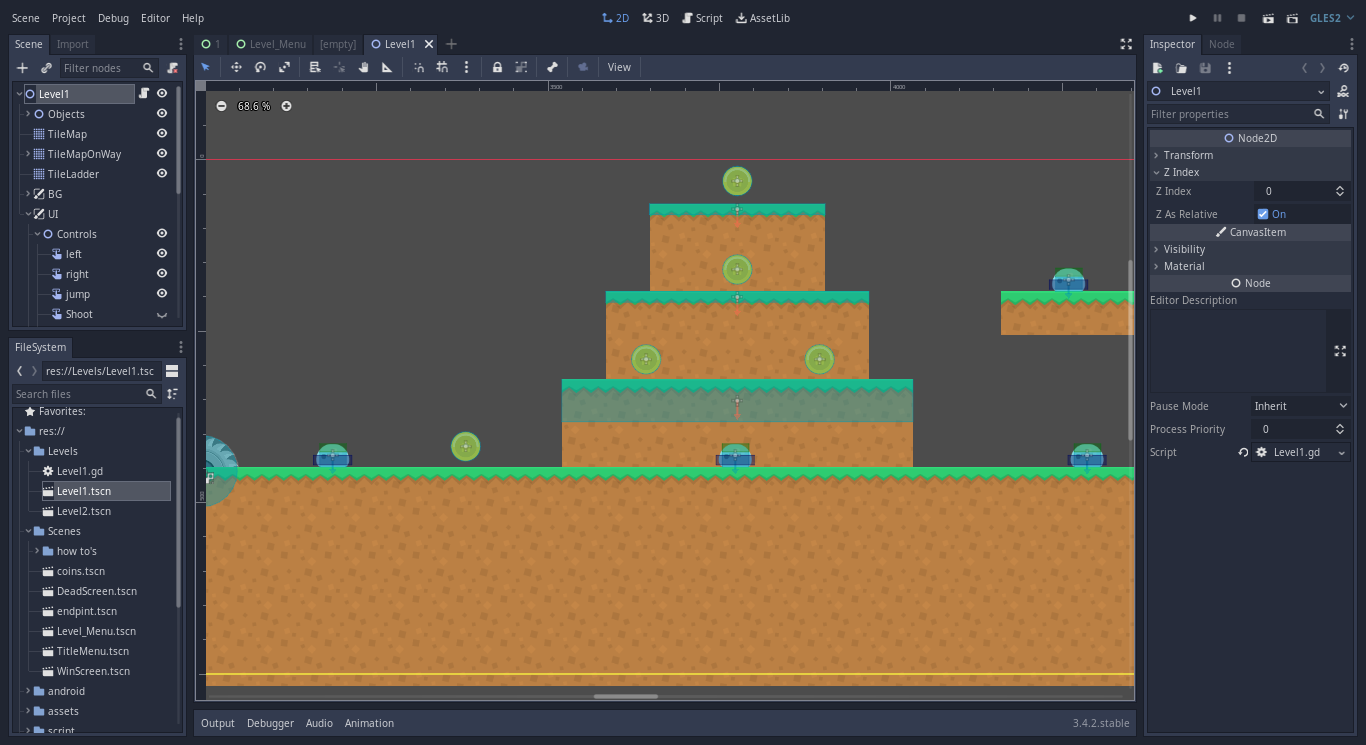 Scene Project Debug Editor Help 2D 3D Script AssetLib GLES2
Scene Import 1 Level_Menu [empty] Level1 Inspector Node
Filter nodes View
Level1
Objects
TileMap
TileMapOnWay
TileLadder
BG
UI
Controls
left
right
jump
Shoot
FileSystem
res://Levels/Level1.tsc
Search files
Favorites:
res://
Levels
Level1.gd
Level1.tscn
Level2.tscn
Scenes
how to's
coins.tscn
DeadScreen.tscn
endpint.tscn
Level_Menu.tscn
TitleMenu.tscn
WinScreen.tscn
android
assets
script
3500 4000
68.6 %
0
500
Output Debugger Audio Animation 3.4.2.stable
Level1
Filter properties
Node2D
Transform
Z Index
Z Index 0
Z As Relative On
CanvasItem
Visibility
Material
Node
Editor Description
Pause Mode Inherit
Process Priority 0
Script Level1.gd